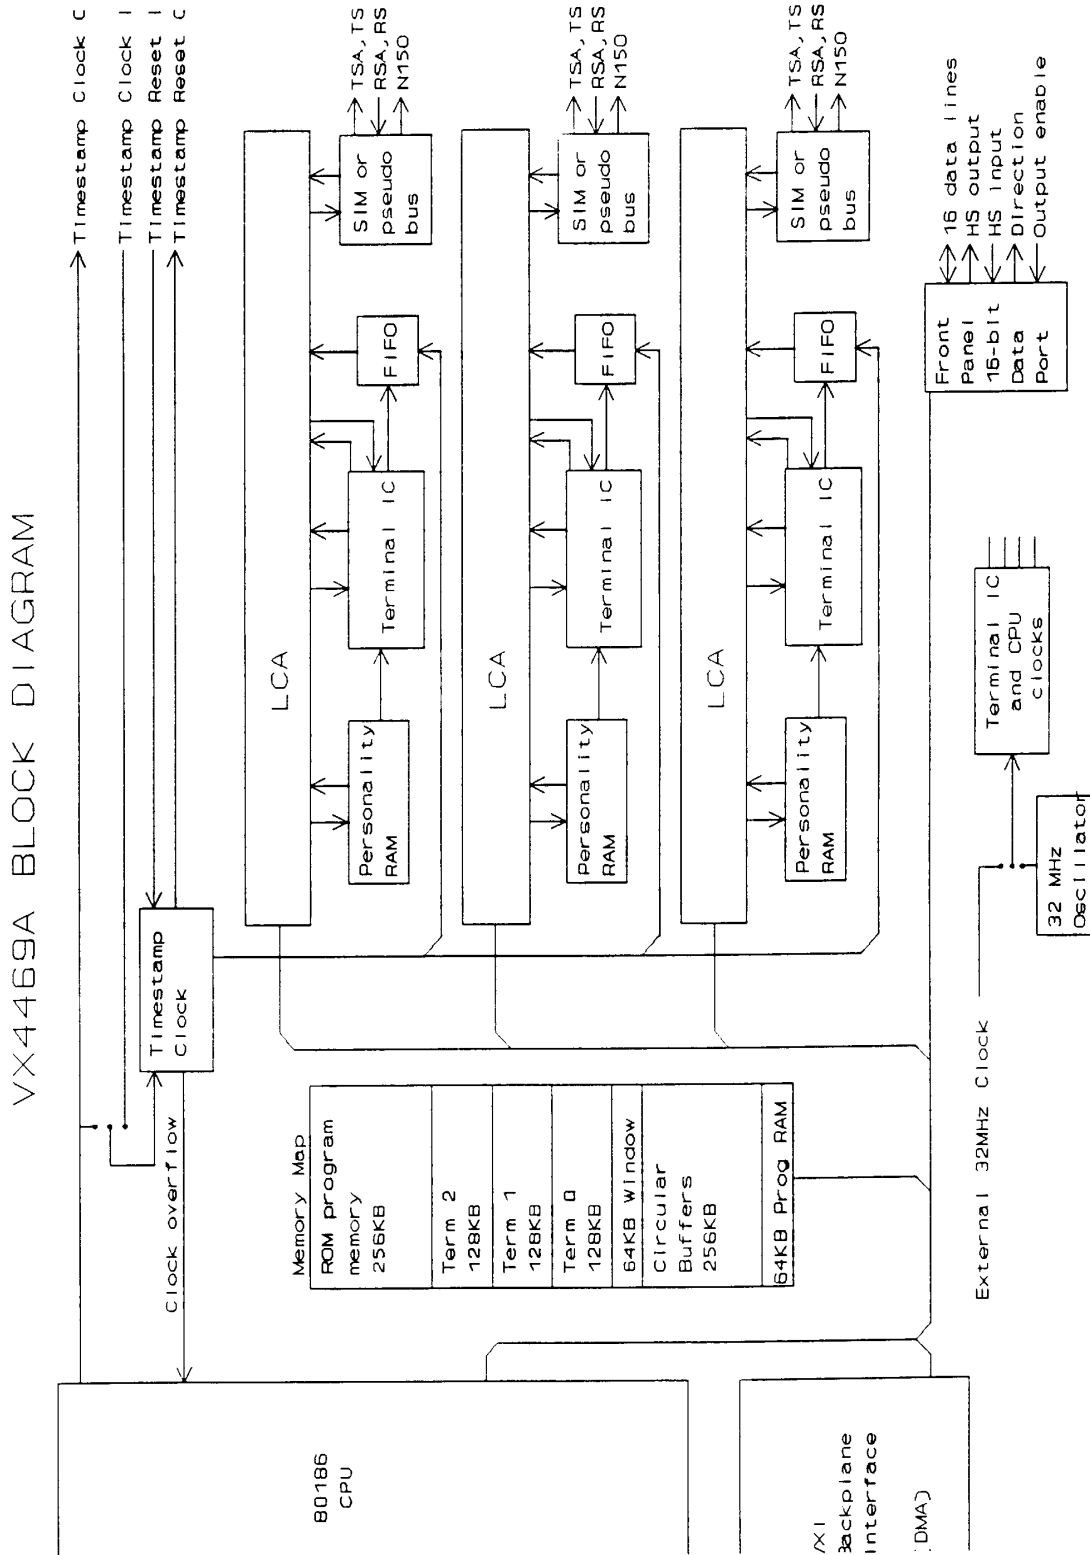 VX4469A BLOCK DIAGRAM
Timestamp Clock C
Timestamp Clock I
Timestamp Reset I
Timestamp Reset C
Timestamp
Clock
Clock overflow
80186
CPU
Memory Map
ROM program
memory
256KB
Term 2
128KB
Term 1
128KB
Term 0
128KB
64KB Window
Circular
Buffers
256KB
64KB Prog RAM
LCA
Personality
RAM
Terminal IC
FIFO
SIM or
pseudo
bus
TSA,TS
RSA,RS
N150
LCA
Personality
RAM
Terminal IC
FIFO
SIM or
pseudo
bus
TSA,TS
RSA,RS
N150
LCA
Personality
RAM
Terminal IC
FIFO
SIM or
pseudo
bus
TSA,TS
RSA,RS
N150
Front
Panel
16-bit
Data
Port
16 data lines
HS output
HS input
Direction
Output enable
External 32MHz Clock
32 MHz
Oscillator
Terminal IC
and CPU
clocks
VXI
Backplane
Interface
(DMA)